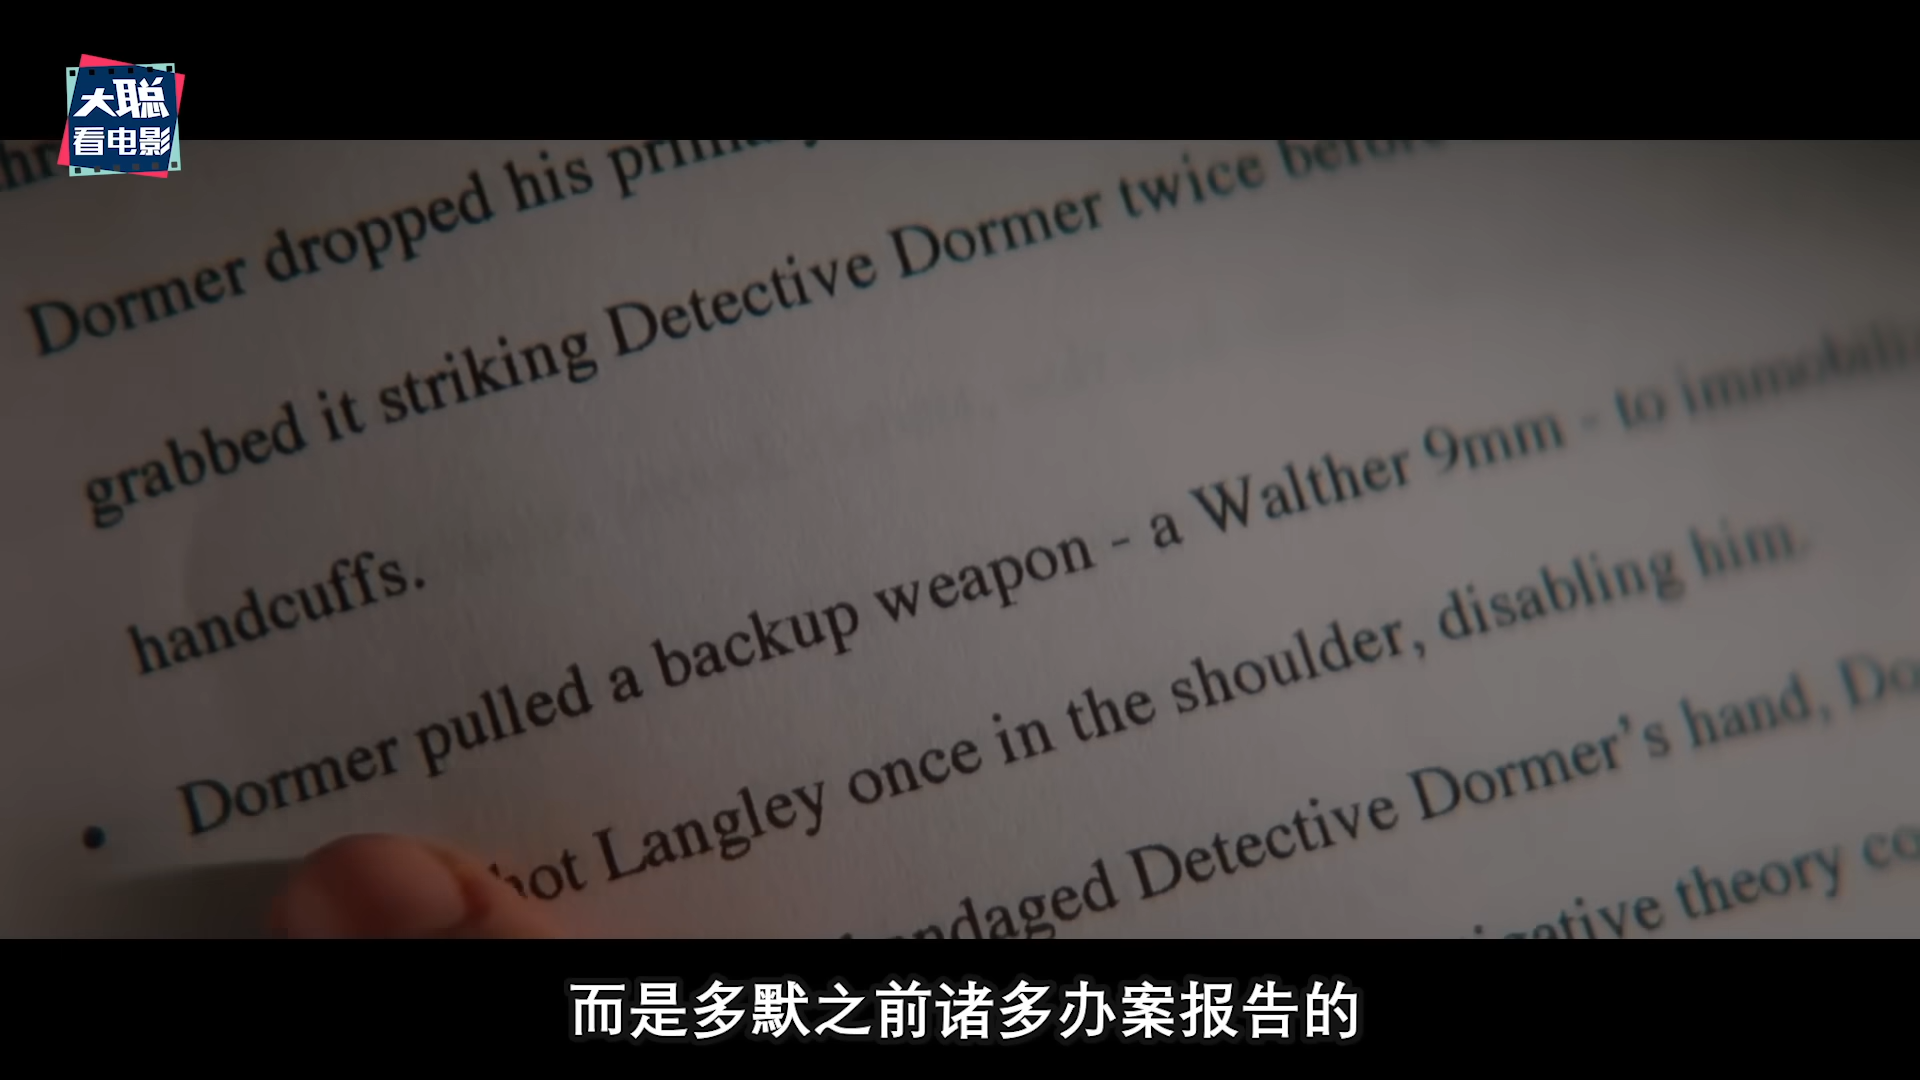 大聪
看电影
Dormer dropped his
grabbed it striking Detective Dormer twice before
handcuffs.
• Dormer pulled a backup weapon - a Walther 9mm - to
Langley once in the shoulder, disabling him.
Detective Dormer's hand,
theory
而是多默之前诸多办案报告的